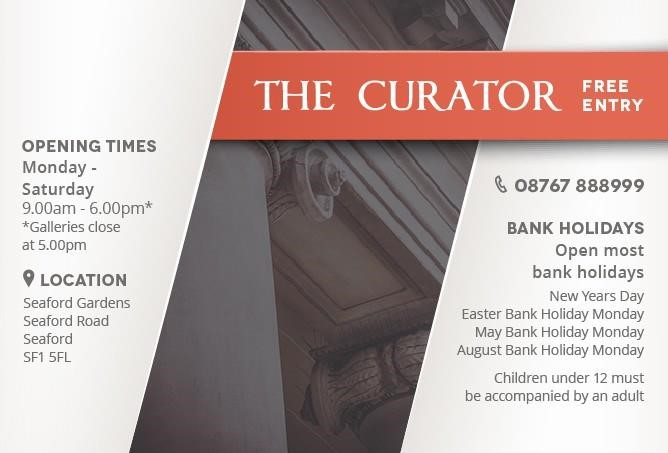 THE CURATOR
FREE
ENTRY
OPENING TIMES
Monday -
Saturday
9.00am - 6.00pm*
*Galleries close
at 5.00pm
LOCATION
Seaford Gardens
Seaford Road
Seaford
SF1 5FL
08767 888999
BANK HOLIDAYS
Open most
bank holidays
New Years Day
Easter Bank Holiday Monday
May Bank Holiday Monday
August Bank Holiday Monday
Children under 12 must
be accompanied by an adult